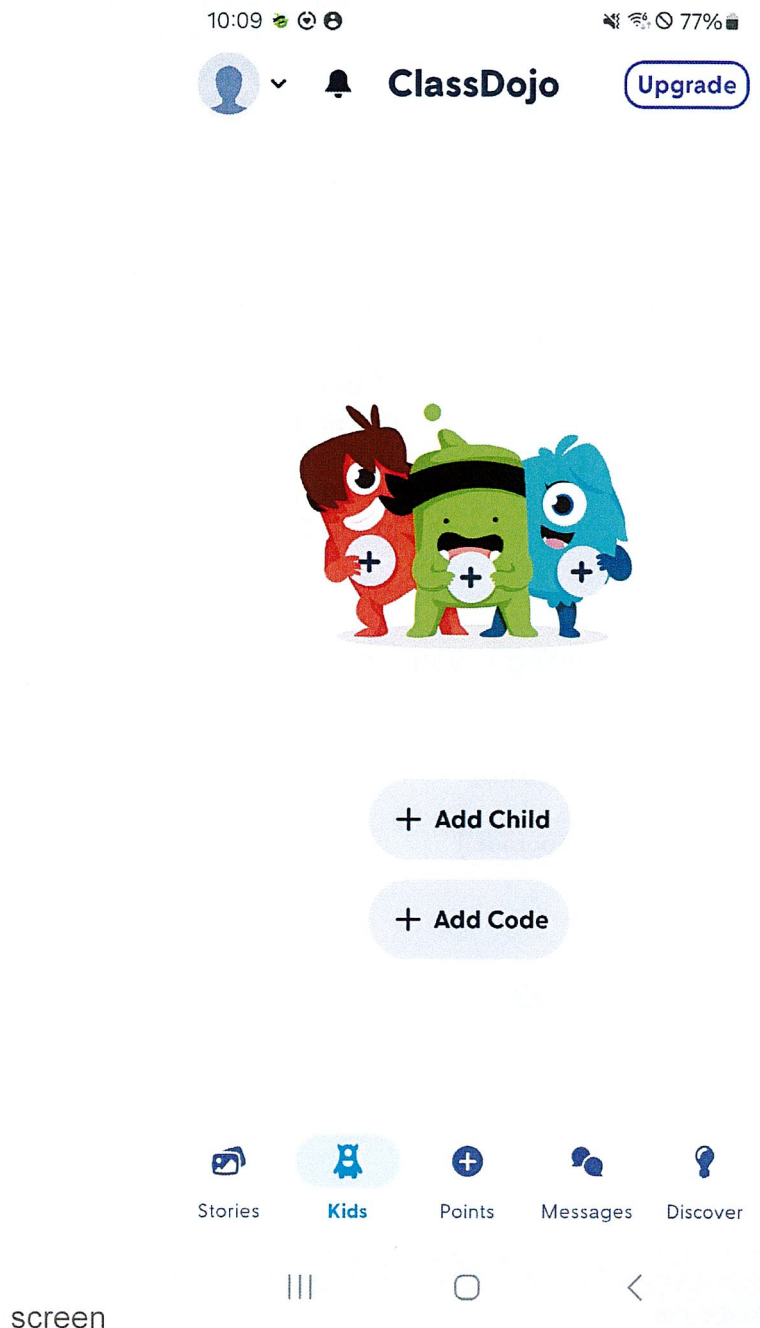 10:09 77%
ClassDojo Upgrade
+ Add Child
+ Add Code
Stories Kids Points Messages Discover
screen